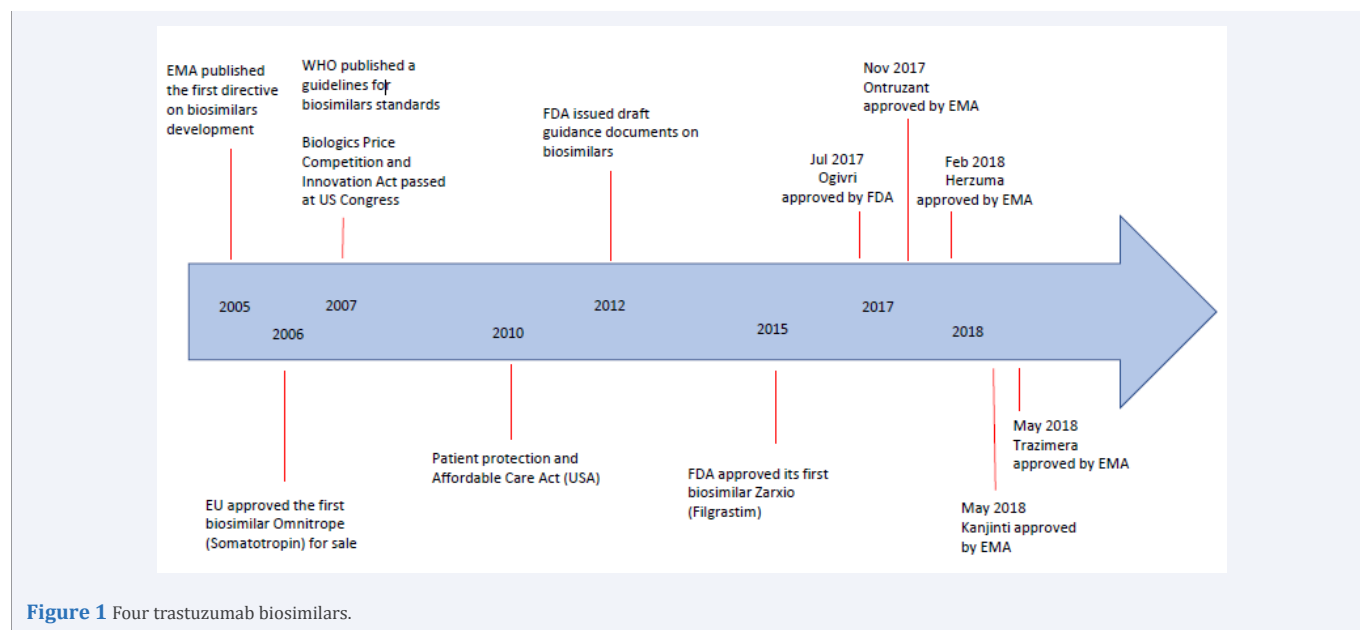 EMA published
the first directive
on biosimilars
development
WHO published a
guidelines for
biosimilars standards
Biologics Price
Competition and
Innovation Act passed
at US Congress
FDA issued draft
guidance documents on
biosimilars
Jul 2017
Ogivri
approved by FDA
Nov 2017
Ontruzant
approved by EMA
Feb 2018
Herzuma
approved by EMA
2005
2006
2007
2010
2012
2015
2017
2018
EU approved the first
biosimilar Omnitrope
(Somatotropin) for sale
Patient protection and
Affordable Care Act (USA)
FDA approved its first
biosimilar Zarxio
(Filgrastim)
May 2018
Kanjinti approved
by EMA
May 2018
Trazimera
approved by EMA
Figure 1 Four trastuzumab biosimilars.